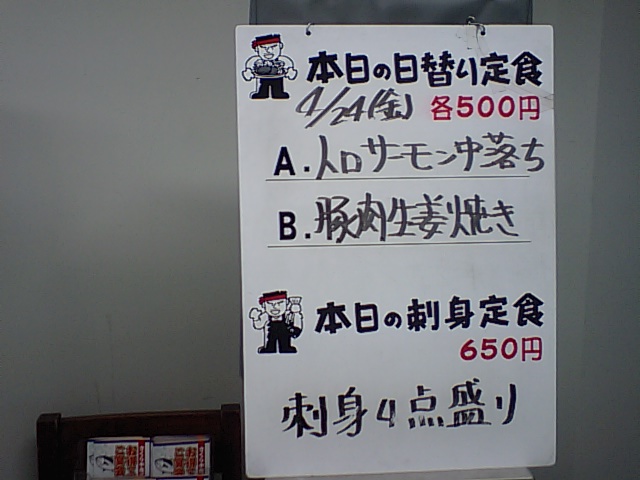 本日の日替り定食
4/24(金) 各500円
A.トロサーモン中落ち
B.豚肉生姜焼き
本日の刺身定食
650円
刺身4点盛り